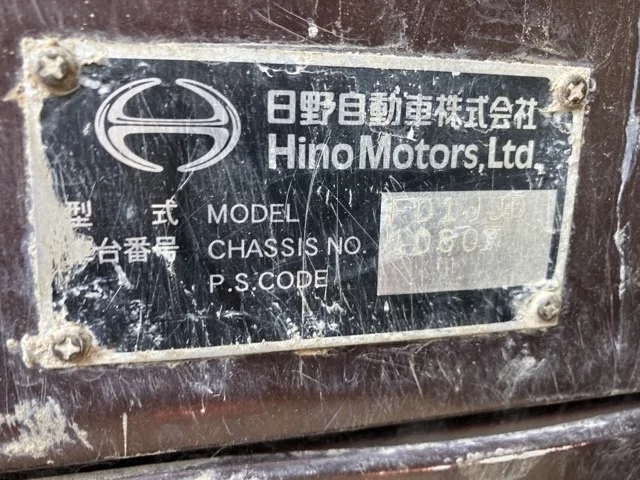 日野自動車株式会社
Hino Motors, Ltd.
型 式 MODEL FD1JJD
台番号 CHASSIS NO.
P.S.CODE